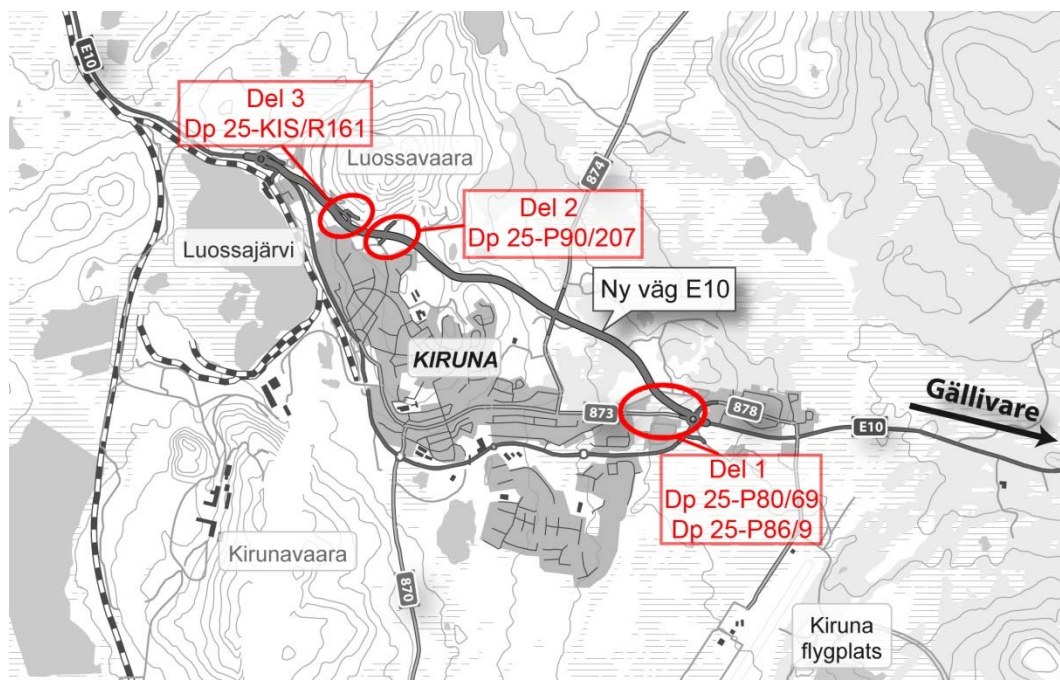 E10
Del 3
Dp 25-KIS/R161
Luossavaara
874
Del 2
Dp 25-P90/207
Luossajärvi
Ny väg E10
KIRUNA
Gällivare
873
878
E10
Del 1
Dp 25-P80/69
Dp 25-P86/9
Kirunavaara
870
Kiruna
flygplats